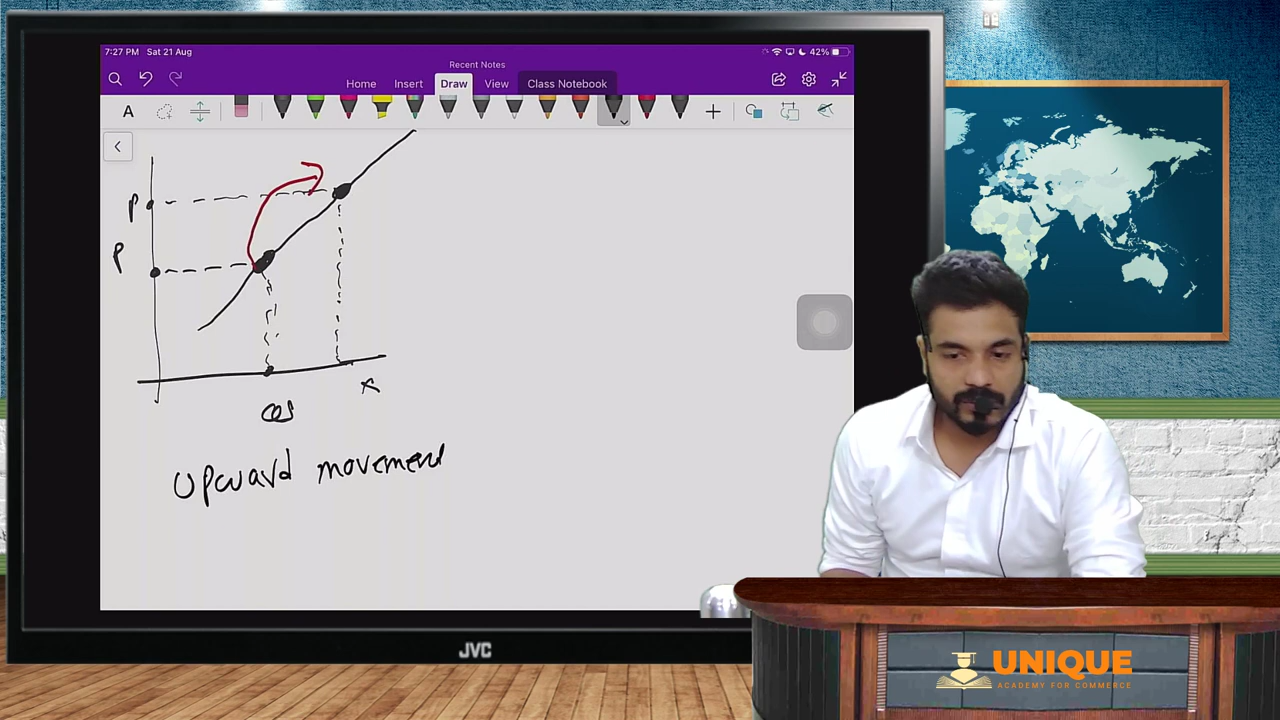 7:27 PM Sat 21 Aug
42%
Recent Notes
Home Insert Draw View Class Notebook
A
P
P
x
upward movement
JVC
UNIQUE
ACADEMY FOR COMMERCE